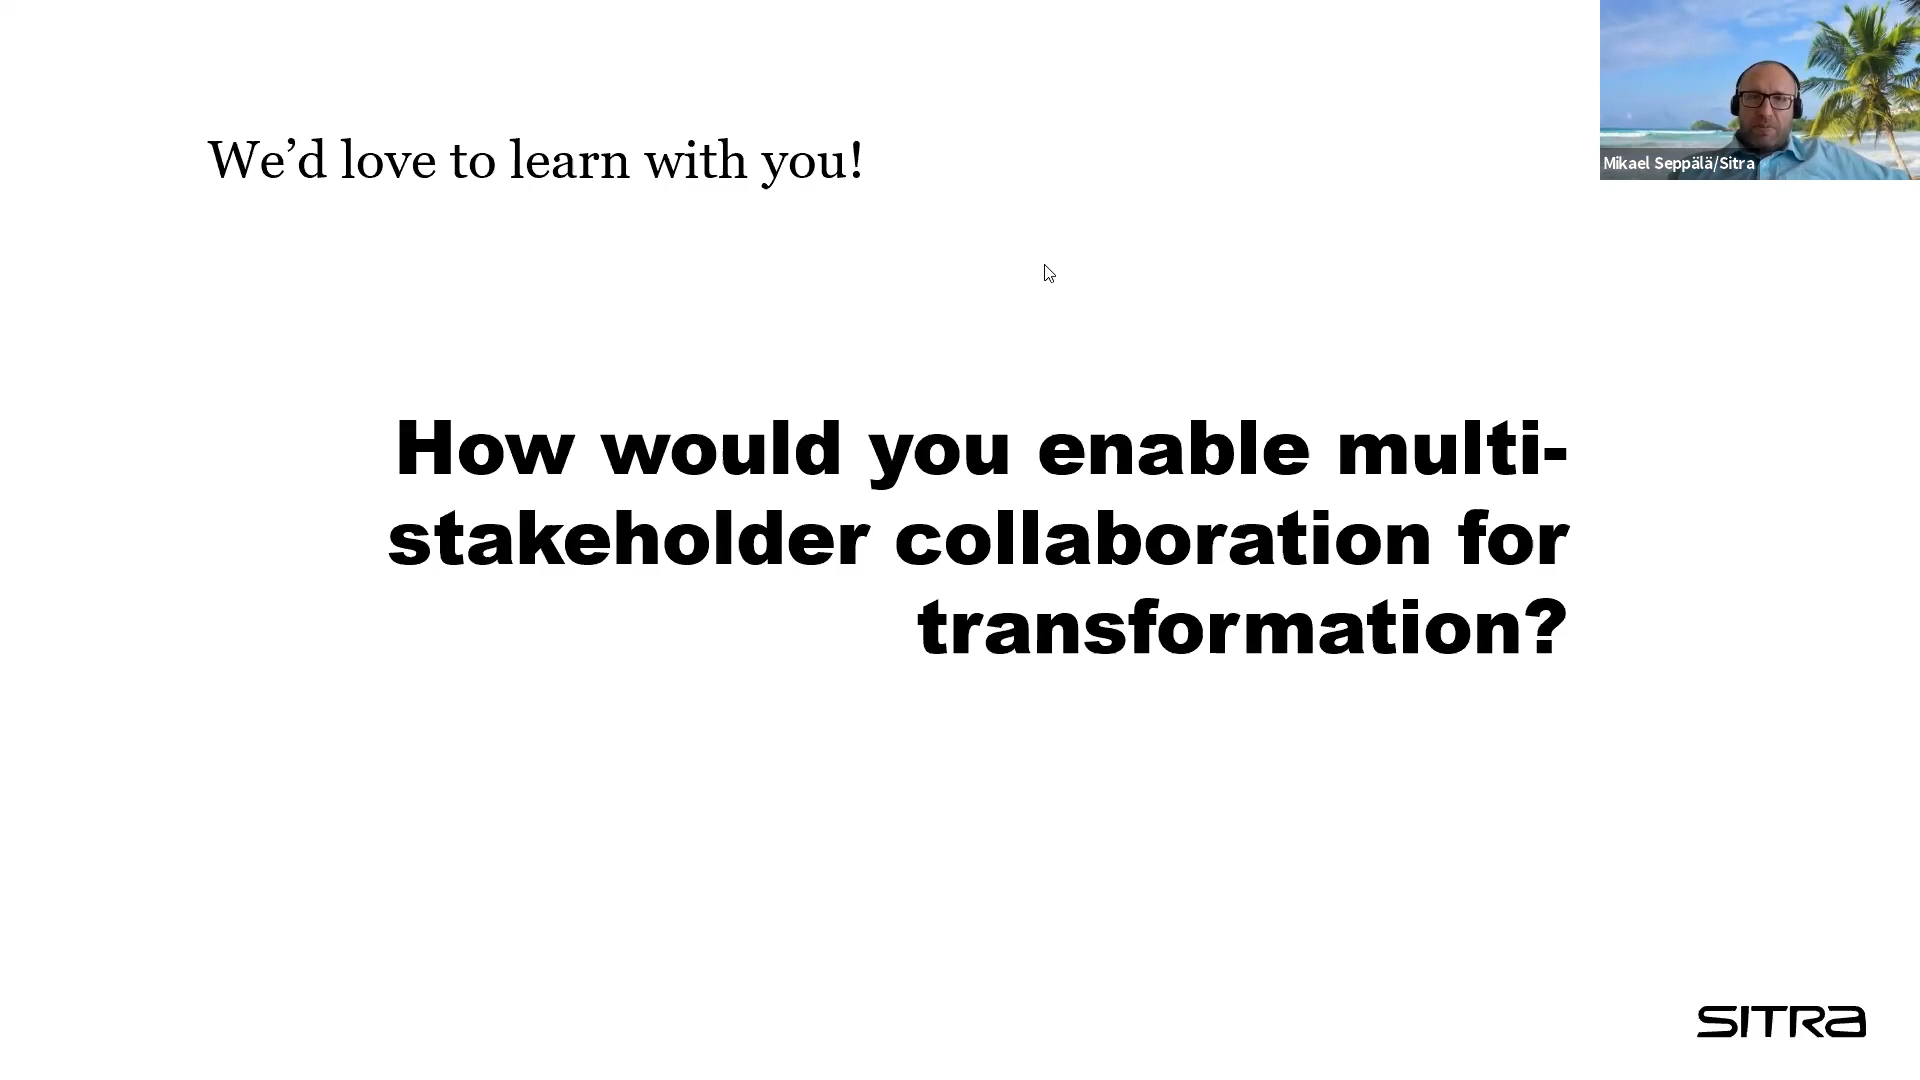 We’d love to learn with you!
Mikael Seppälä/Sitra
How would you enable multi-
stakeholder collaboration for
transformation?
SITRA